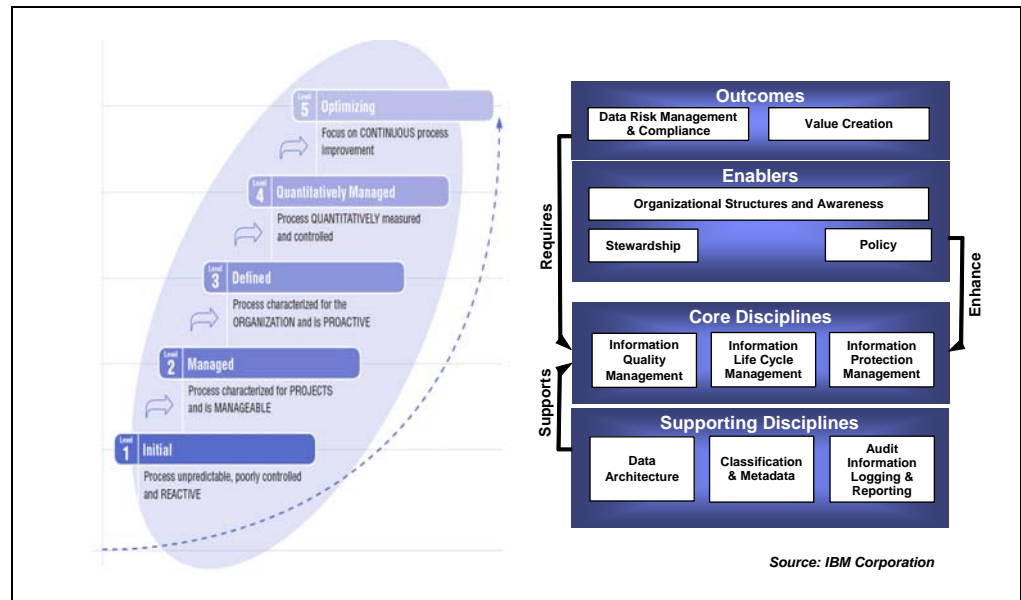 Level 5 Optimizing
Focus on CONTINUOUS process
Improvement
Level 4 Quantitatively Managed
Process QUANTITATIVELY measured
and controlled
Level 3 Defined
Process characterized for the
ORGANIZATION and is PROACTIVE
Level 2 Managed
Process characterized for PROJECTS
and is MANAGEABLE
Level 1 Initial
Process unpredictable, poorly controlled
and REACTIVE
Outcomes
Data Risk Management
& Compliance
Value Creation
Enablers
Organizational Structures and Awareness
Stewardship
Policy
Requires
Enhance
Core Disciplines
Information
Quality
Management
Information
Life Cycle
Management
Information
Protection
Management
Supports
Supporting Disciplines
Data
Architecture
Classification
& Metadata
Audit
Information
Logging &
Reporting
Source: IBM Corporation